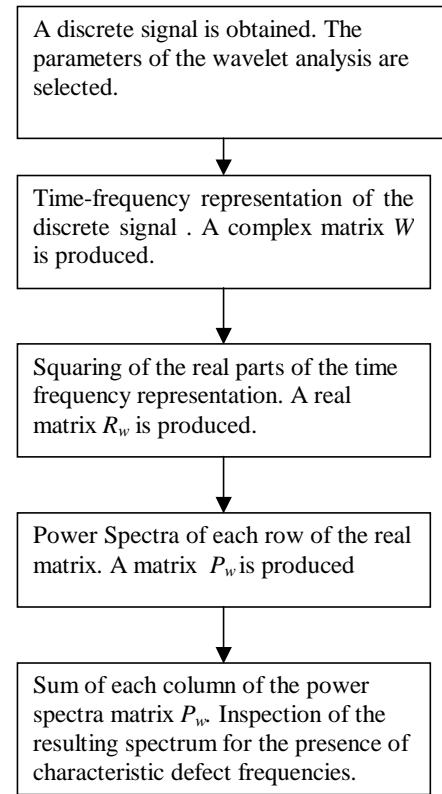 A discrete signal is obtained. The
parameters of the wavelet analysis are
selected.
Time-frequency representation of the
discrete signal . A complex matrix W
is produced.
Squaring of the real parts of the time
frequency representation. A real
matrix Rw is produced.
Power Spectra of each row of the real
matrix. A matrix Pw is produced
Sum of each column of the power
spectra matrix Pw. Inspection of the
resulting spectrum for the presence of
characteristic defect frequencies.